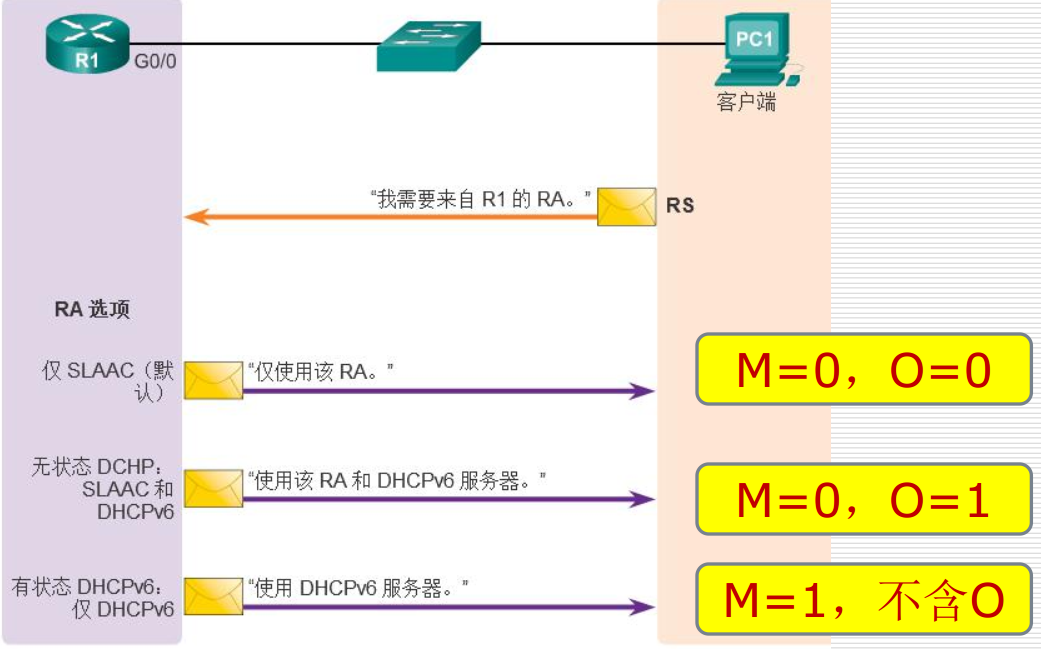 R1
G0/0
PC1
客户端
“我需要来自 R1 的 RA。”
RS
RA 选项
仅 SLAAC（默
认）
“仅使用该 RA。”
M=0，O=0
无状态 DCHP：
SLAAC 和
DHCPv6
“使用该 RA 和 DHCPv6 服务器。”
M=0，O=1
有状态 DHCPv6：
仅 DHCPv6
“使用 DHCPv6 服务器。”
M=1，不含O